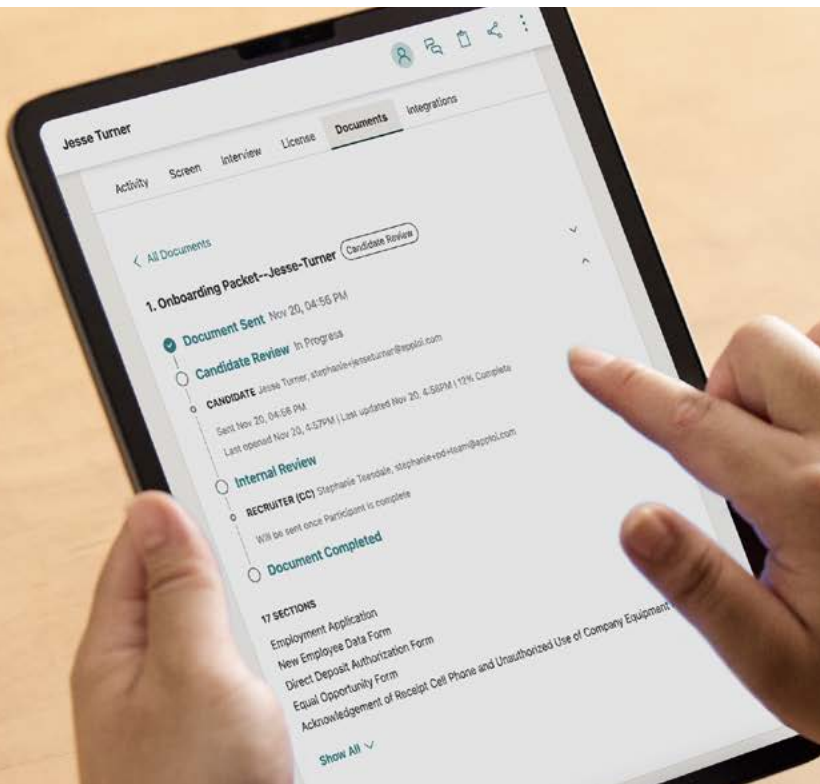 Jesse Turner
Activity Screen Interview License Documents Integrations
All Documents
1. Onboarding Packet--Jesse-Turner Candidate Review
Document Sent Nov 20, 04:56 PM
Candidate Review In Progress
CANDIDATE Jesse Turner, stephanie+jesseturner@apploi.com
Sent Nov 20, 04:56 PM
Last opened Nov 20, 4:57PM | Last updated Nov 20, 4:58PM | 12% Complete
Internal Review
RECRUITER (CC) Stephanie Teesdale, stephanie+pd+team@apploi.com
Will be sent once Participant is complete
Document Completed
17 SECTIONS
Employment Application
New Employee Data Form
Direct Deposit Authorization Form
Equal Opportunity Form
Acknowledgement of Receipt Cell Phone and Unauthorized Use of Company Equipment
Show All